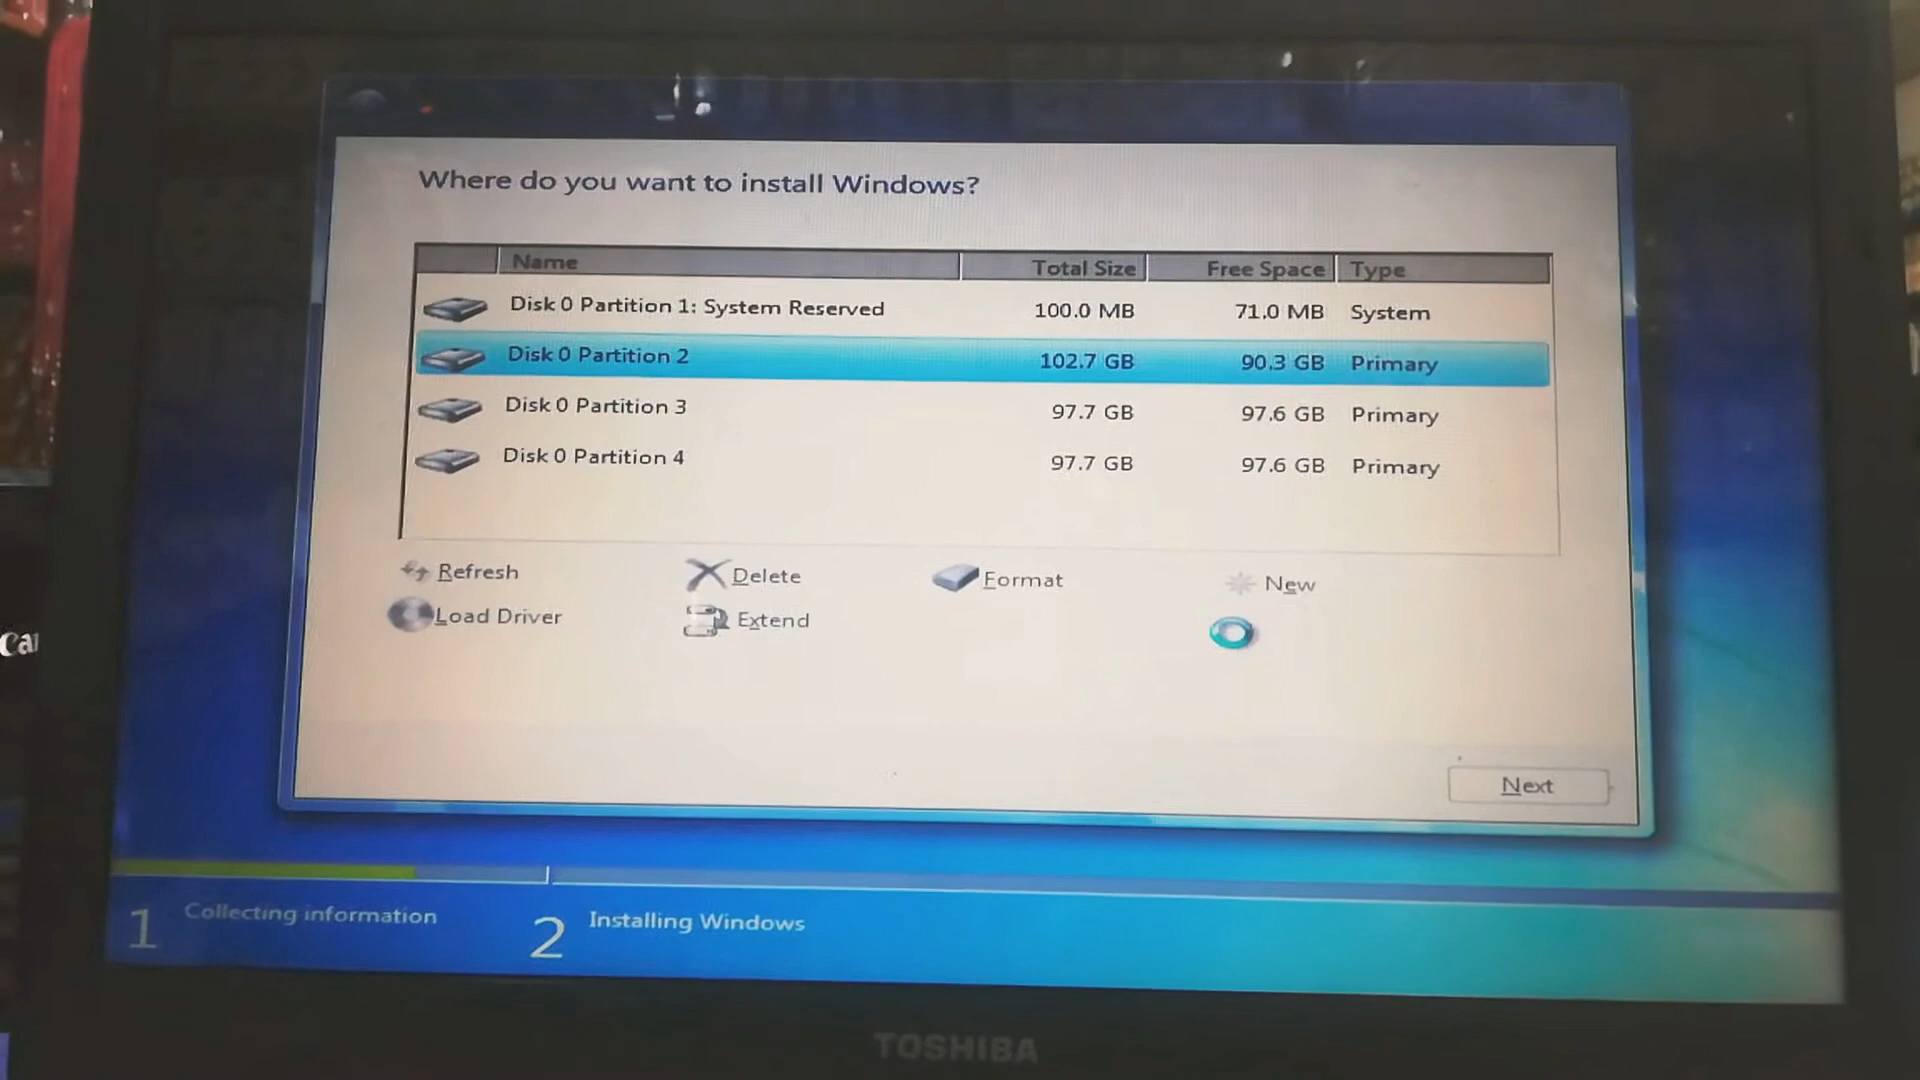 Where do you want to install Windows?
Name Total Size Free Space Type
Disk 0 Partition 1: System Reserved 100.0 MB 71.0 MB System
Disk 0 Partition 2 102.7 GB 90.3 GB Primary
Disk 0 Partition 3 97.7 GB 97.6 GB Primary
Disk 0 Partition 4 97.7 GB 97.6 GB Primary
Refresh Delete Format New
Load Driver Extend
Next
1 Collecting information 2 Installing Windows
TOSHIBA